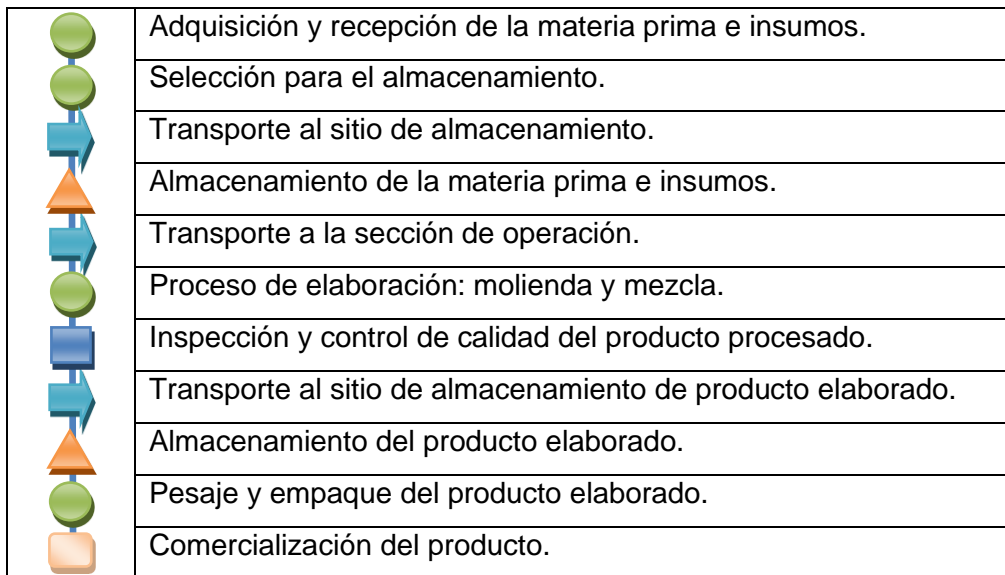 Adquisición y recepción de la materia prima e insumos.
Selección para el almacenamiento.
Transporte al sitio de almacenamiento.
Almacenamiento de la materia prima e insumos.
Transporte a la sección de operación.
Proceso de elaboración: molienda y mezcla.
Inspección y control de calidad del producto procesado.
Transporte al sitio de almacenamiento de producto elaborado.
Almacenamiento del producto elaborado.
Pesaje y empaque del producto elaborado.
Comercialización del producto.